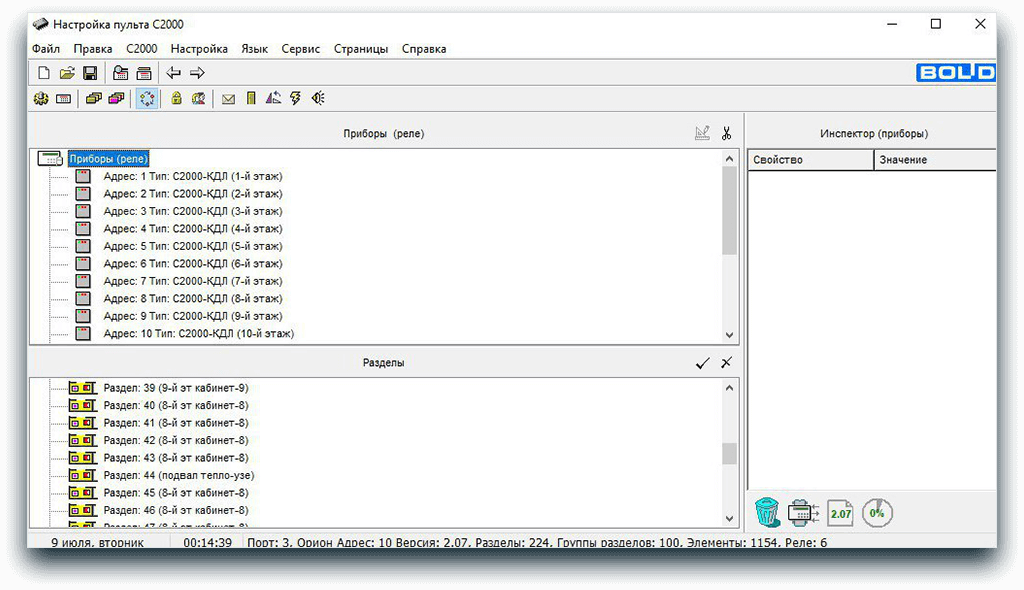 Настройка пульта С2000
Файл Правка С2000 Настройка Язык Сервис Страницы Справка
BOLID
Приборы (реле)
Инспектор (приборы)
Приборы (реле)
Свойство Значение
Адрес: 1 Тип: С2000-КДЛ (1-й этаж)
Адрес: 2 Тип: С2000-КДЛ (2-й этаж)
Адрес: 3 Тип: С2000-КДЛ (3-й этаж)
Адрес: 4 Тип: С2000-КДЛ (4-й этаж)
Адрес: 5 Тип: С2000-КДЛ (5-й этаж)
Адрес: 6 Тип: С2000-КДЛ (6-й этаж)
Адрес: 7 Тип: С2000-КДЛ (7-й этаж)
Адрес: 8 Тип: С2000-КДЛ (8-й этаж)
Адрес: 9 Тип: С2000-КДЛ (9-й этаж)
Адрес: 10 Тип: С2000-КДЛ (10-й этаж)
Разделы
Раздел: 39 (9-й эт кабинет-9)
Раздел: 40 (8-й эт кабинет-8)
Раздел: 41 (8-й эт кабинет-8)
Раздел: 42 (8-й эт кабинет-8)
Раздел: 43 (8-й эт кабинет-8)
Раздел: 44 (подвал тепло-узе)
Раздел: 45 (8-й эт кабинет-8)
Раздел: 46 (8-й эт кабинет-8)
Раздел: 47 (8-й эт кабинет-8)
2.07 0%
9 июля, вторник 00:14:39 Порт: 3, Орион Адрес: 10 Версия: 2.07, Разделы: 224, Группы разделов: 100, Элементы: 1154, Реле: 6